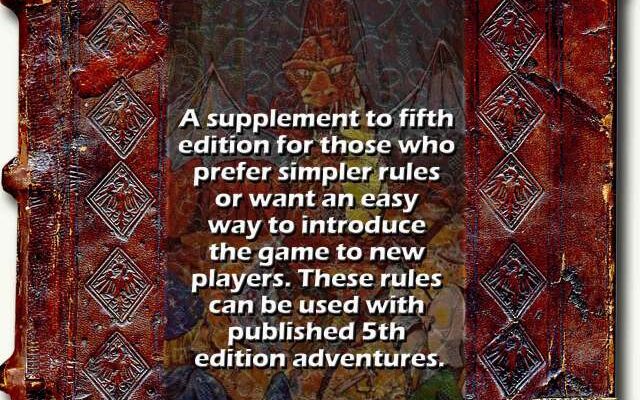 A supplement to fifth
edition for those who
prefer simpler rules
or want an easy
way to introduce
the game to new
players. These rules
can be used with
published 5th
edition adventures.